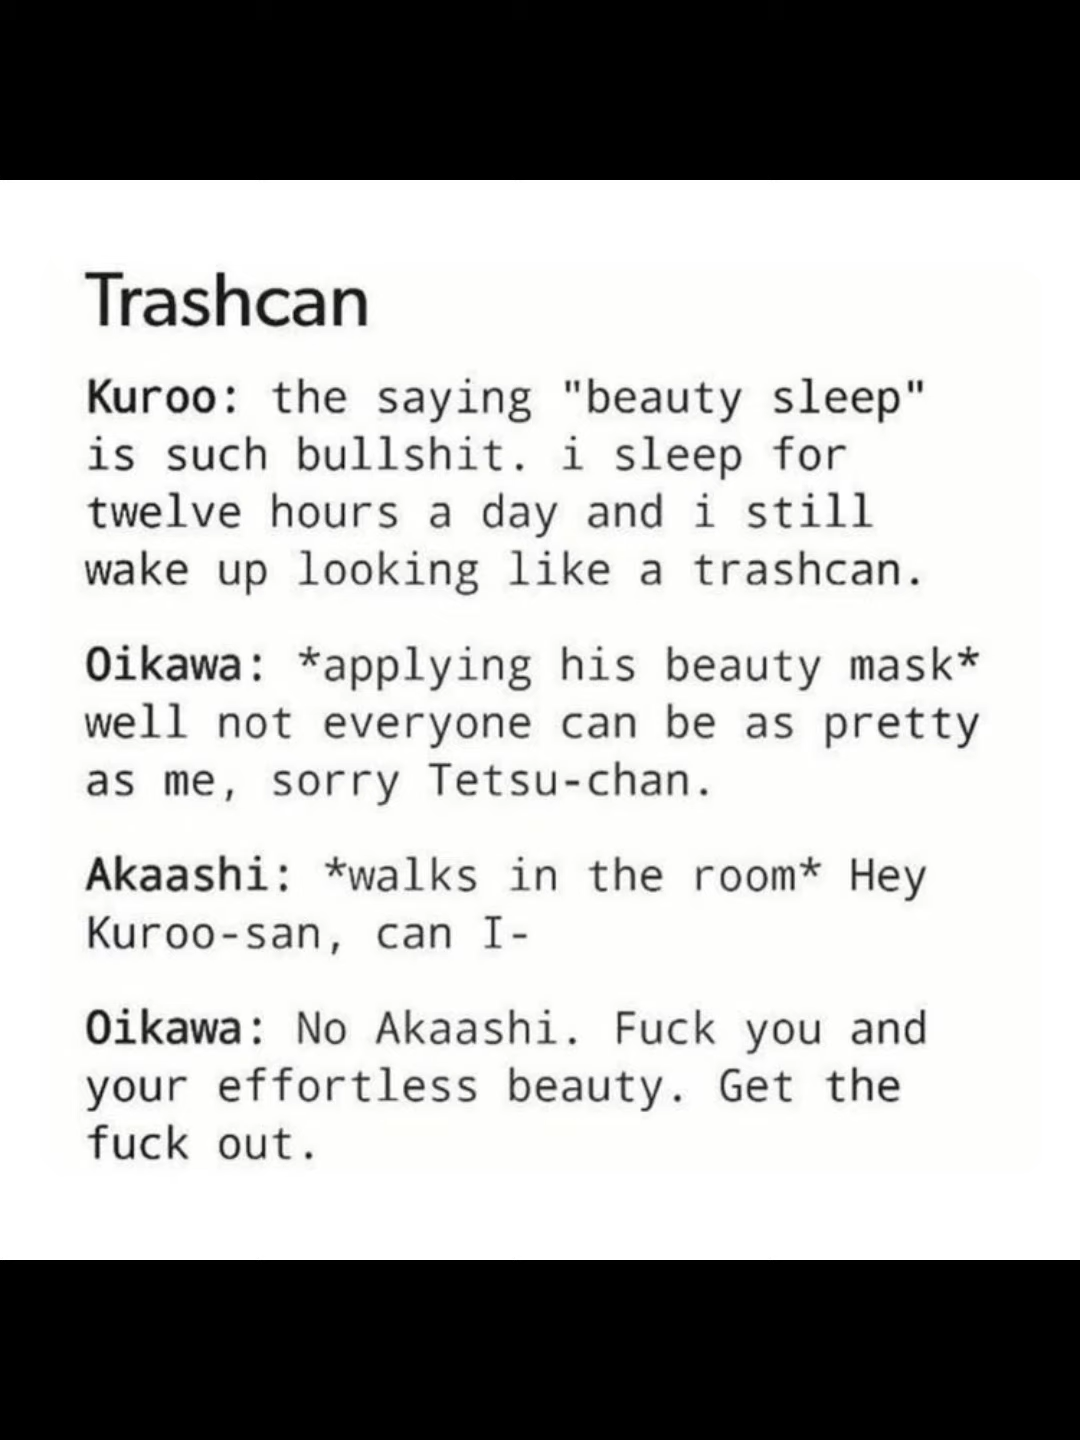 Trashcan
Kuroo: the saying "beauty sleep"
is such bullshit. i sleep for
twelve hours a day and i still
wake up looking like a trashcan.
Oikawa: *applying his beauty mask*
well not everyone can be as pretty
as me, sorry Tetsu-chan.
Akaashi: *walks in the room* Hey
Kuroo-san, can I-
Oikawa: No Akaashi. Fuck you and
your effortless beauty. Get the
fuck out.